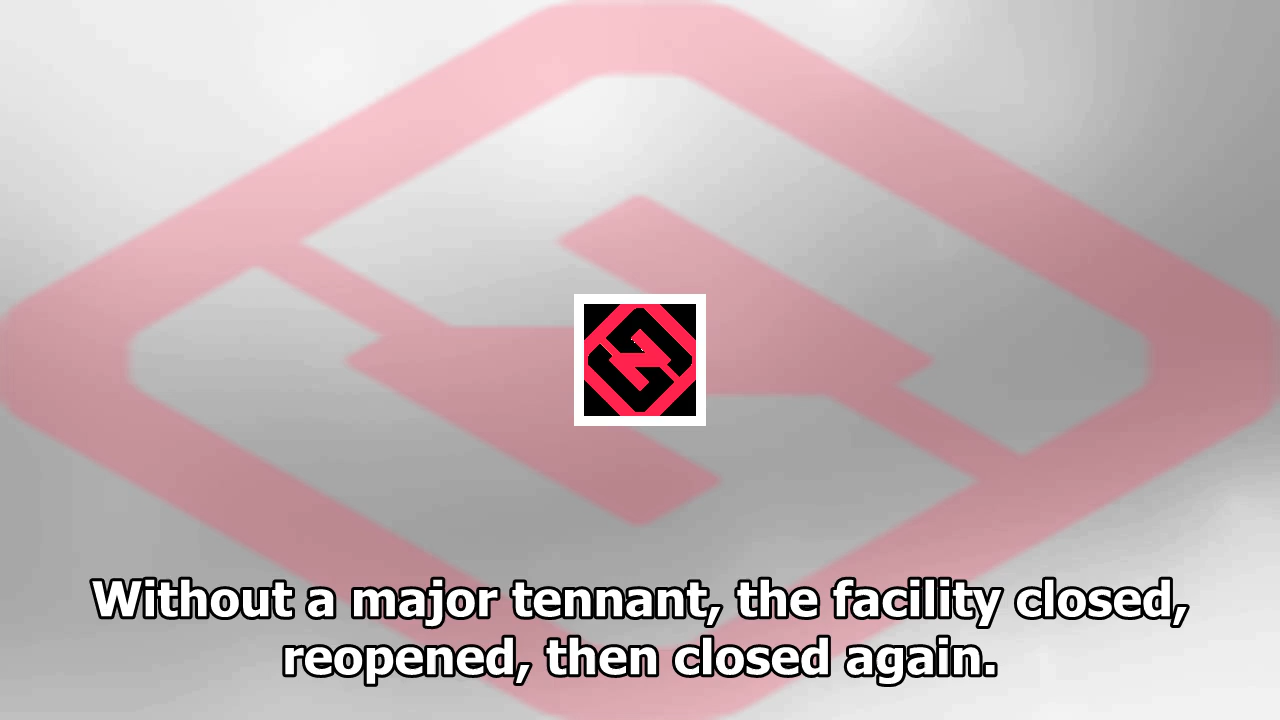 Without a major tennant, the facility closed,
reopened, then closed again.